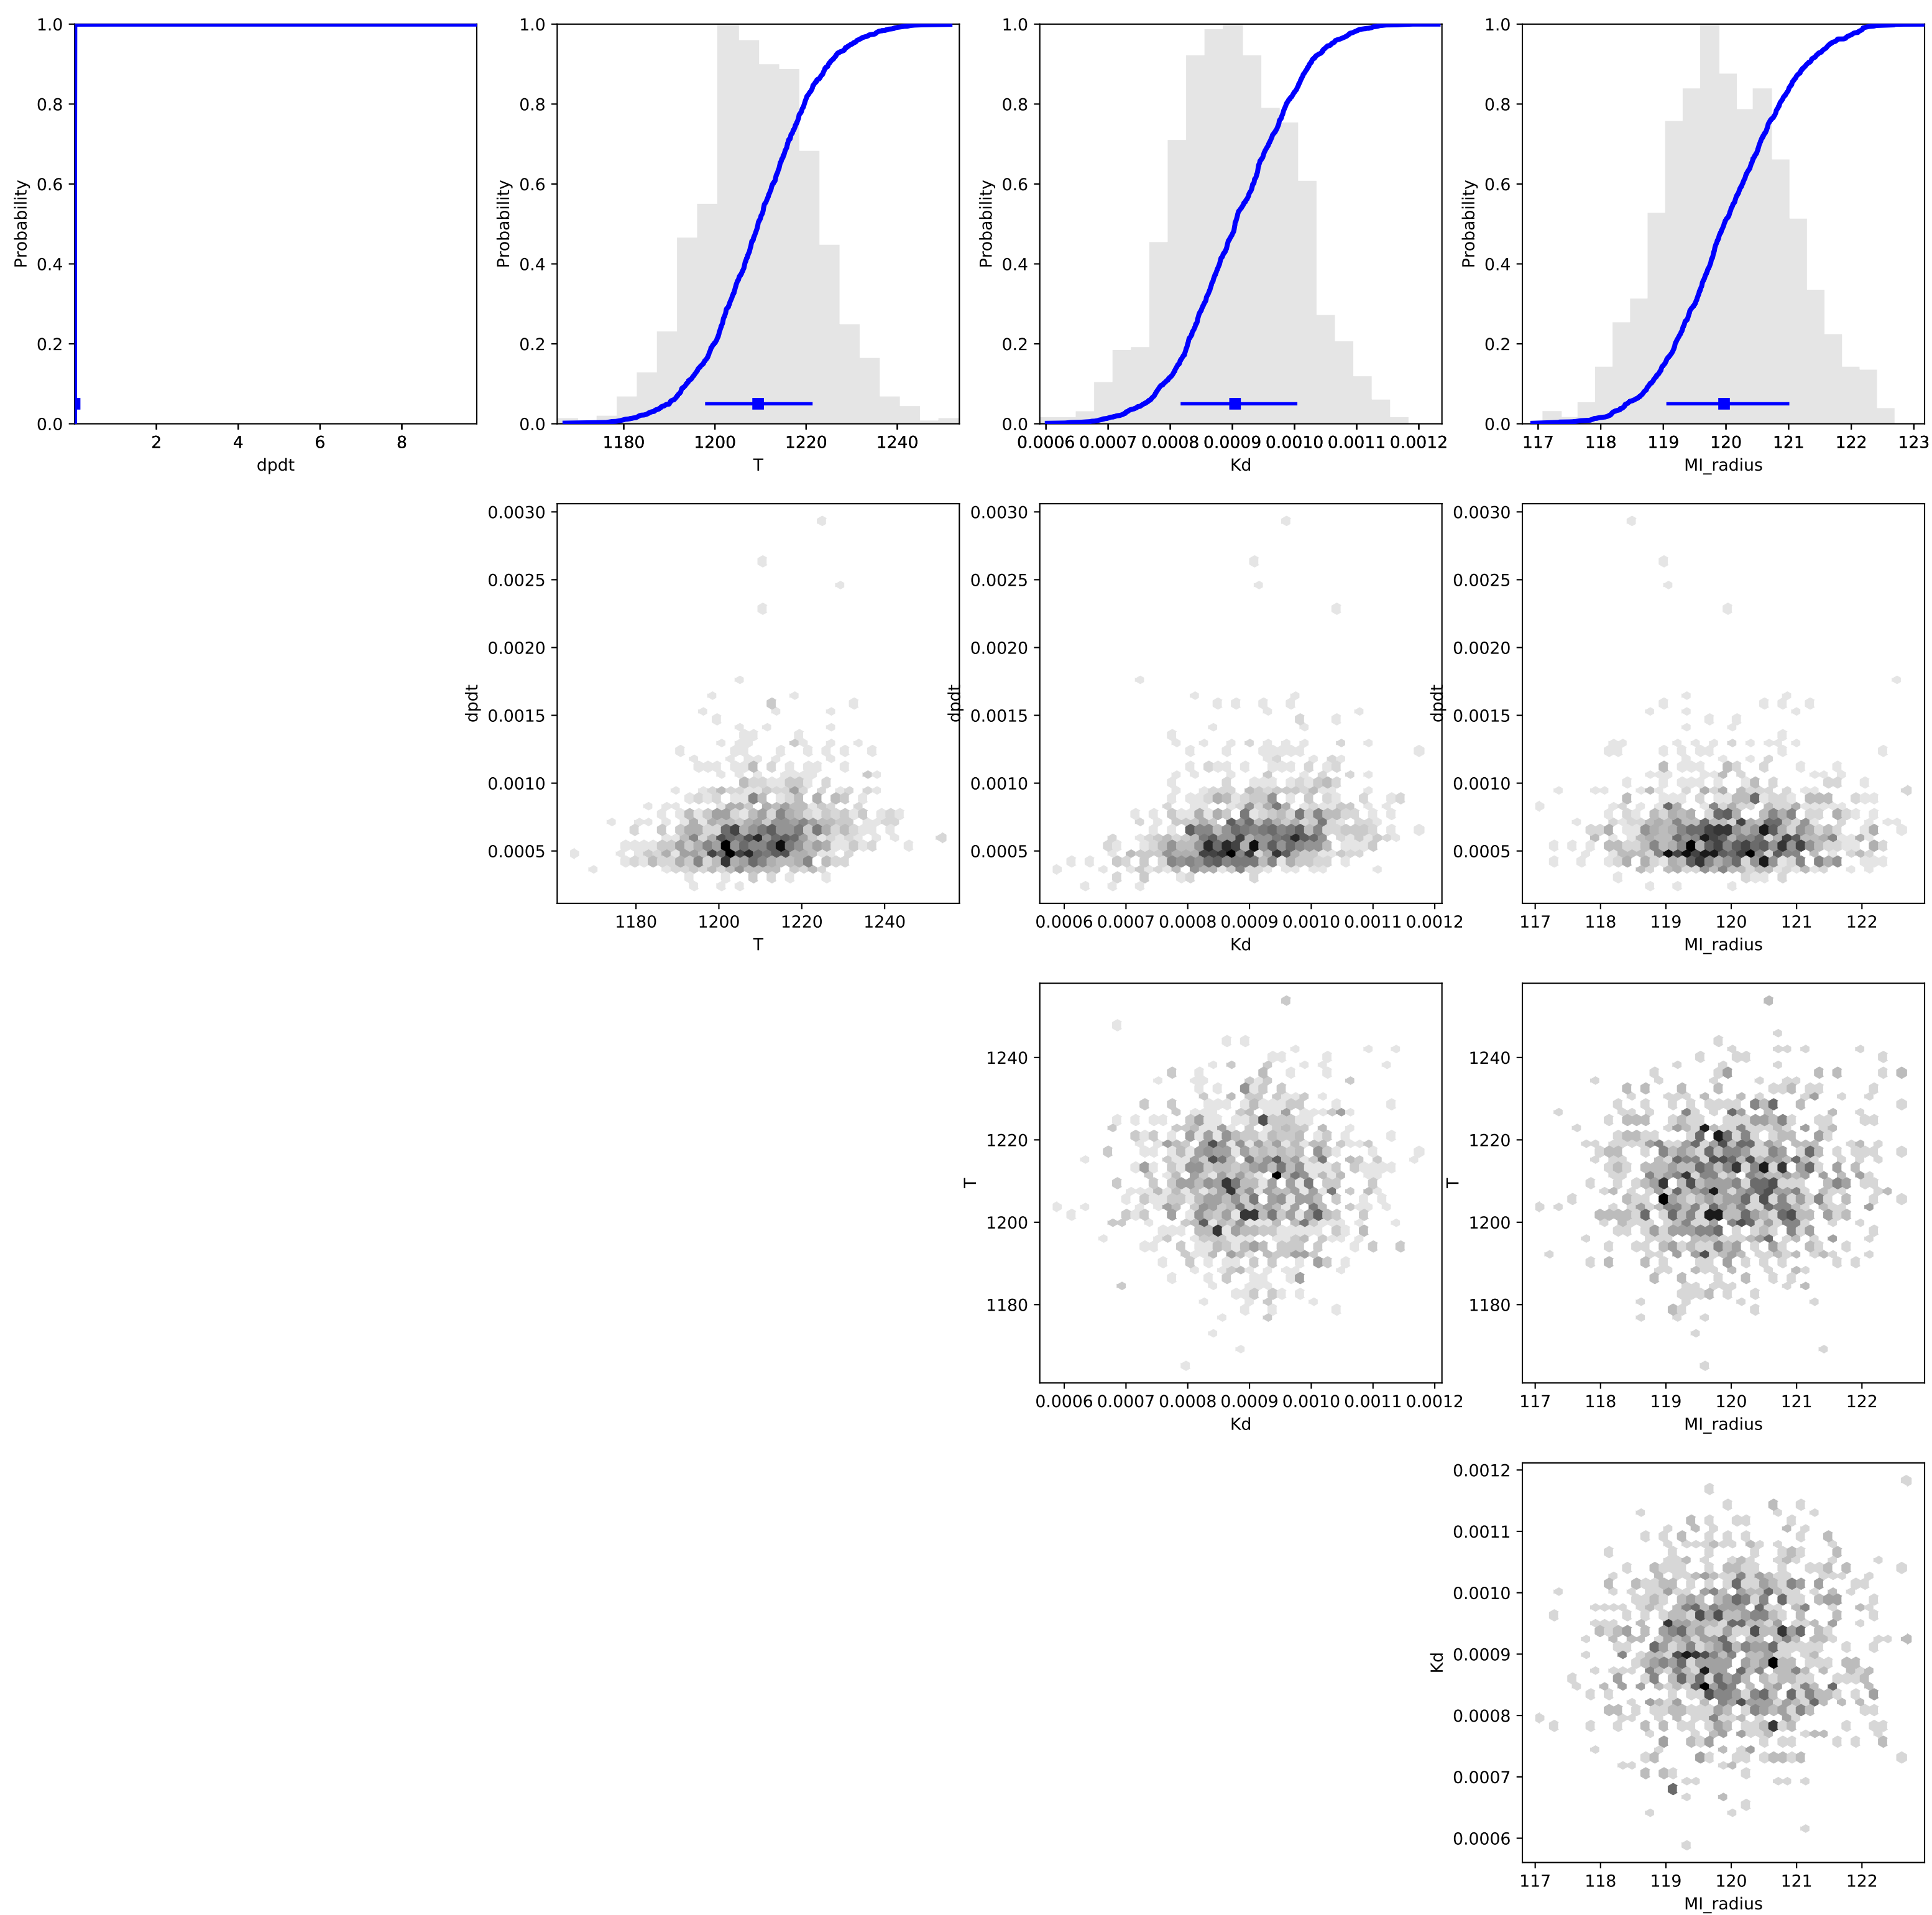 1.0 1.0 1.0 1.0
0.8 0.8 0.8 0.8
0.6 0.6 0.6 0.6
Probability Probability Probability Probability
0.4 0.4 0.4 0.4
0.2 0.2 0.2 0.2
0.0 0.0 0.0 0.0
2 4 6 8 1180 1200 1220 1240 0.0006 0.0007 0.0008 0.0009 0.0010 0.0011 0.0012 117 118 119 120 121 122 123
dpdt T Kd MI_radius
0.0030 0.0030 0.0030
0.0025 0.0025 0.0025
0.0020 0.0020 0.0020
dpdt dpdt dpdt
0.0015 0.0015 0.0015
0.0010 0.0010 0.0010
0.0005 0.0005 0.0005
1180 1200 1220 1240 0.0006 0.0007 0.0008 0.0009 0.0010 0.0011 0.0012 117 118 119 120 121 122
T Kd MI_radius
1240 1240
1220 1220
T T
1200 1200
1180 1180
0.0006 0.0007 0.0008 0.0009 0.0010 0.0011 0.0012 117 118 119 120 121 122
Kd MI_radius
0.0012
0.0011
0.0010
0.0009
Kd
0.0008
0.0007
0.0006
117 118 119 120 121 122
MI_radius